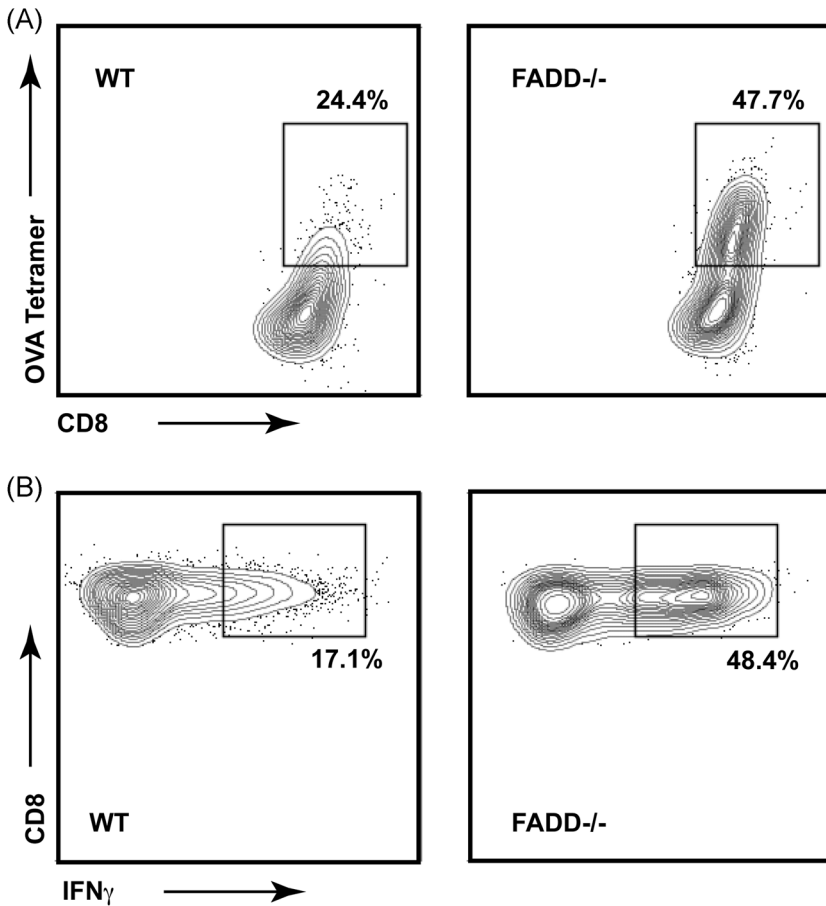 (A)
WT
24.4%
FADD-/-
47.7%
OVA Tetramer
CD8
(B)
17.1%
48.4%
CD8
WT
FADD-/-
IFNγ